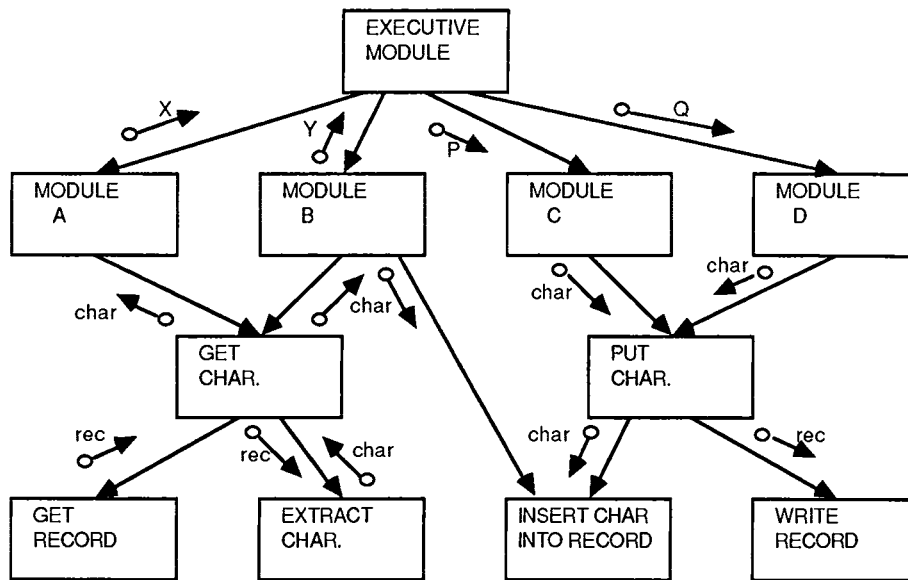 EXECUTIVE
MODULE
X
Y
P
Q
MODULE
A
MODULE
B
MODULE
C
MODULE
D
char
char
char
char
GET
CHAR.
PUT
CHAR.
rec
rec
char
char
rec
GET
RECORD
EXTRACT
CHAR.
INSERT CHAR
INTO RECORD
WRITE
RECORD